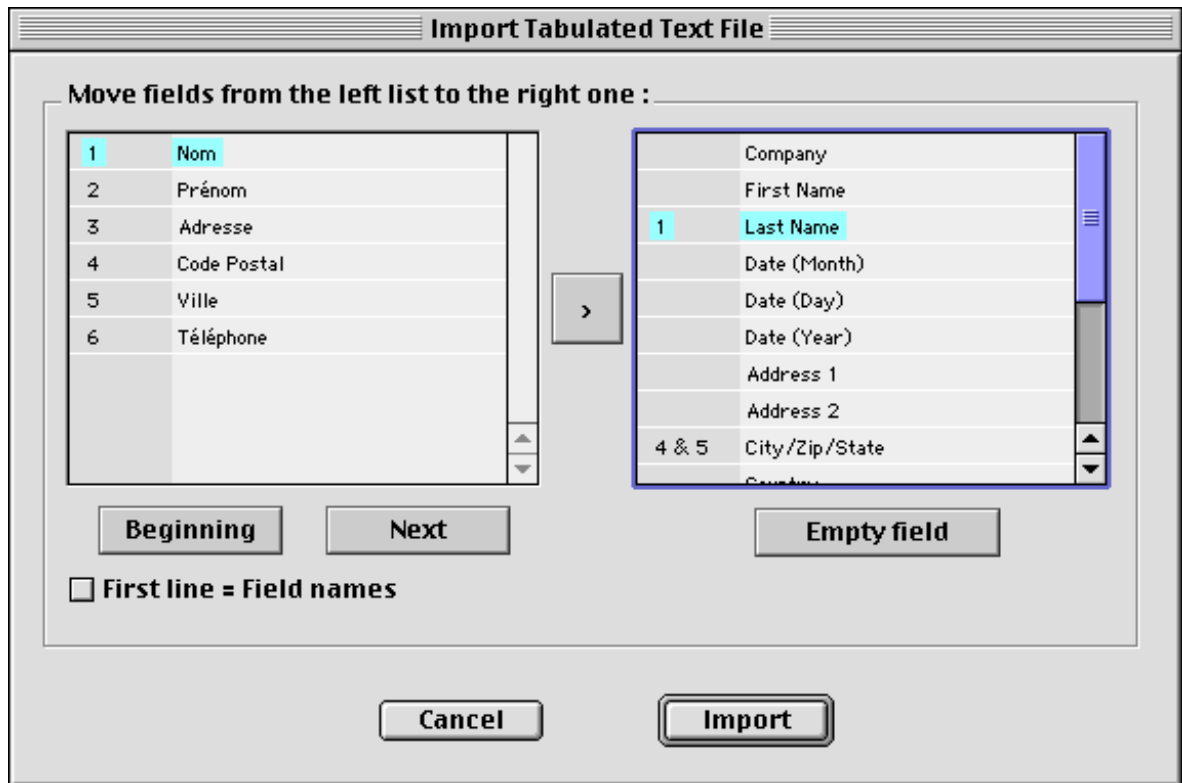 Import Tabulated Text File
Move fields from the left list to the right one :
1 Nom
2 Prénom
3 Adresse
4 Code Postal
5 Ville
6 Téléphone
>
Company
First Name
1 Last Name
Date (Month)
Date (Day)
Date (Year)
Address 1
Address 2
4 & 5 City/Zip/State
Beginning
Next
Empty field
First line = Field names
Cancel
Import